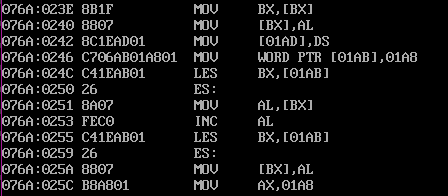 076A:023E 8B1F MOV BX,[BX]
076A:0240 8807 MOV [BX],AL
076A:0242 8C1EAD01 MOV [01AD],DS
076A:0246 C706AB01A801 MOV WORD PTR [01AB],01A8
076A:024C C41EAB01 LES BX,[01AB]
076A:0250 26 ES:
076A:0251 8A07 MOV AL,[BX]
076A:0253 FEC0 INC AL
076A:0255 C41EAB01 LES BX,[01AB]
076A:0259 26 ES:
076A:025A 8807 MOV [BX],AL
076A:025C B8A801 MOV AX,01A8